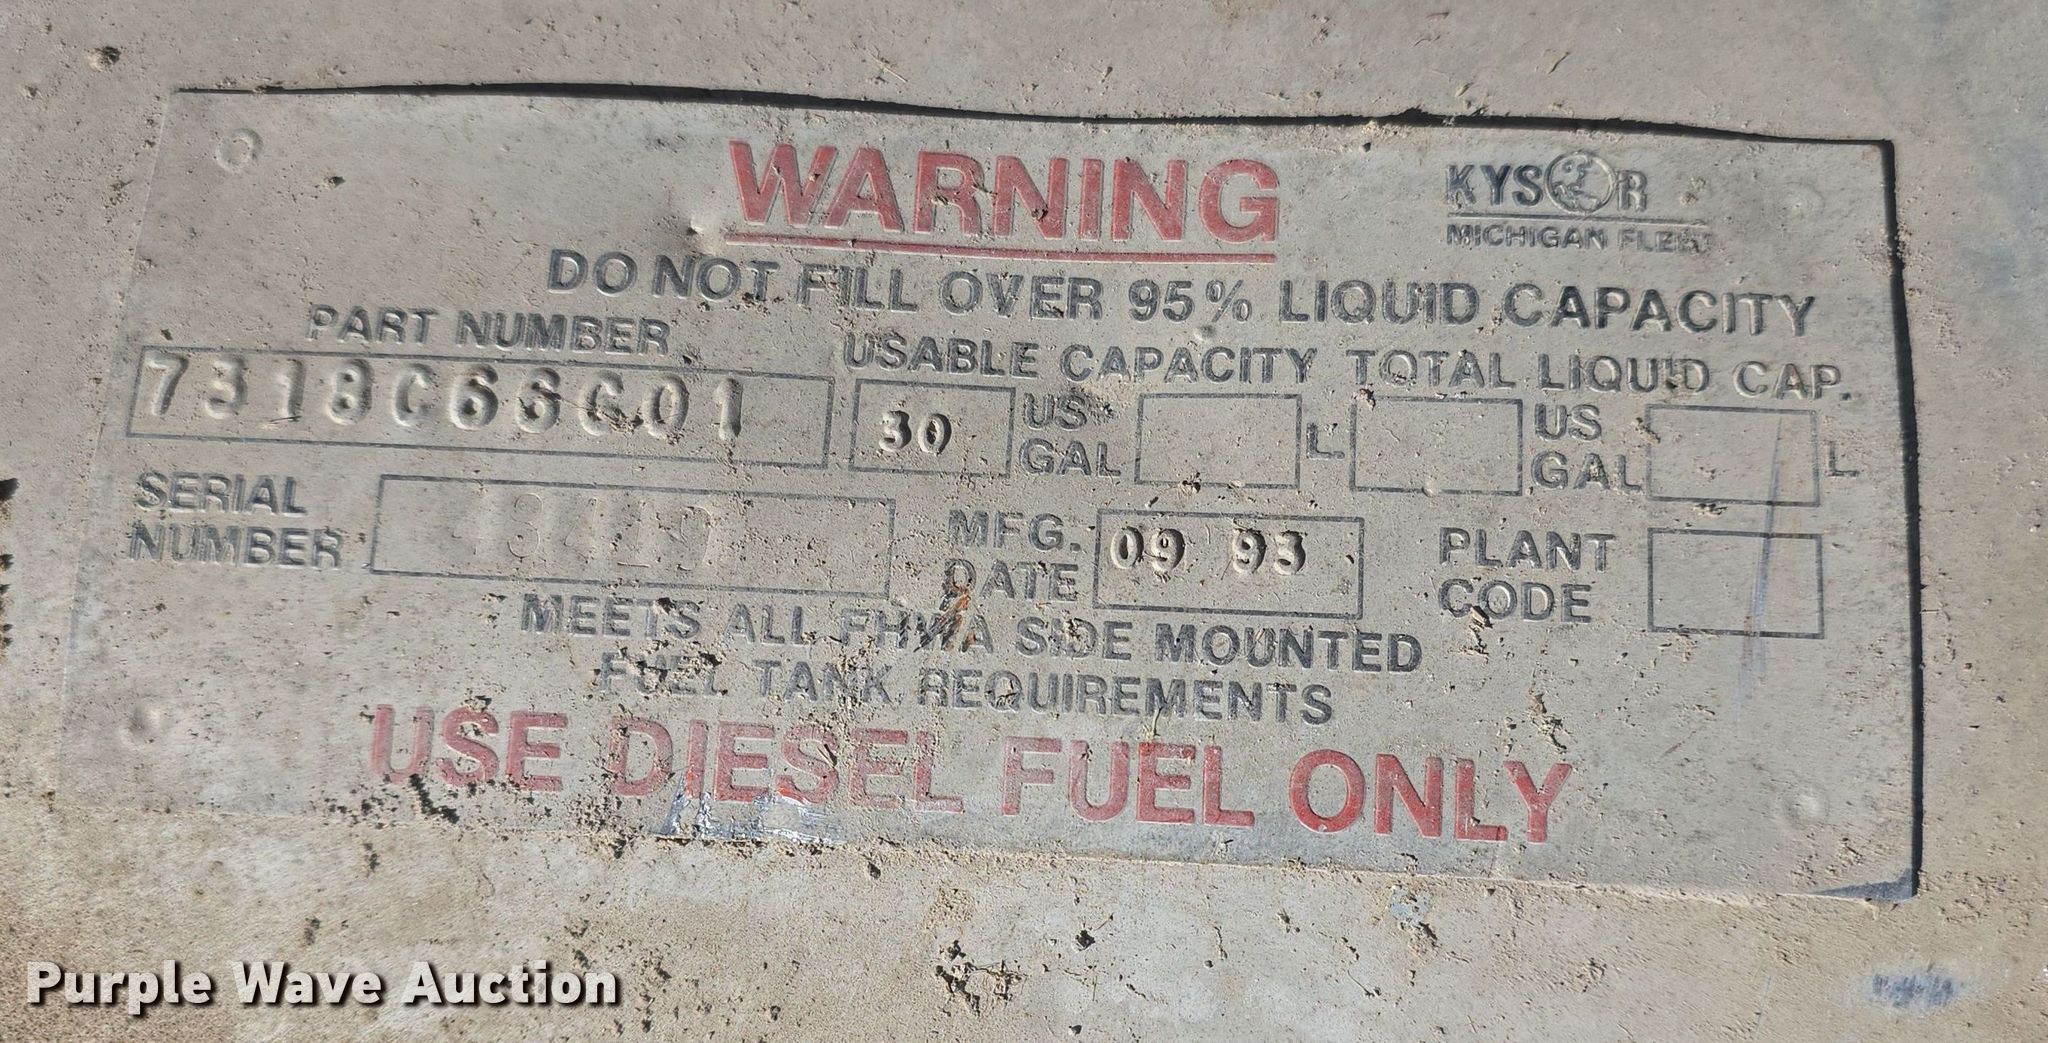 WARNING
KYSOR
MICHIGAN FLEET
DO NOT FILL OVER 95% LIQUID CAPACITY
PART NUMBER
USABLE CAPACITY TOTAL LIQUID CAP.
7318C66C01
30 US GAL L. US GAL L.
SERIAL NUMBER
MFG. DATE 09 93
PLANT CODE
MEETS ALL FHWA SIDE MOUNTED
FUEL TANK REQUIREMENTS
USE DIESEL FUEL ONLY
Purple Wave Auction